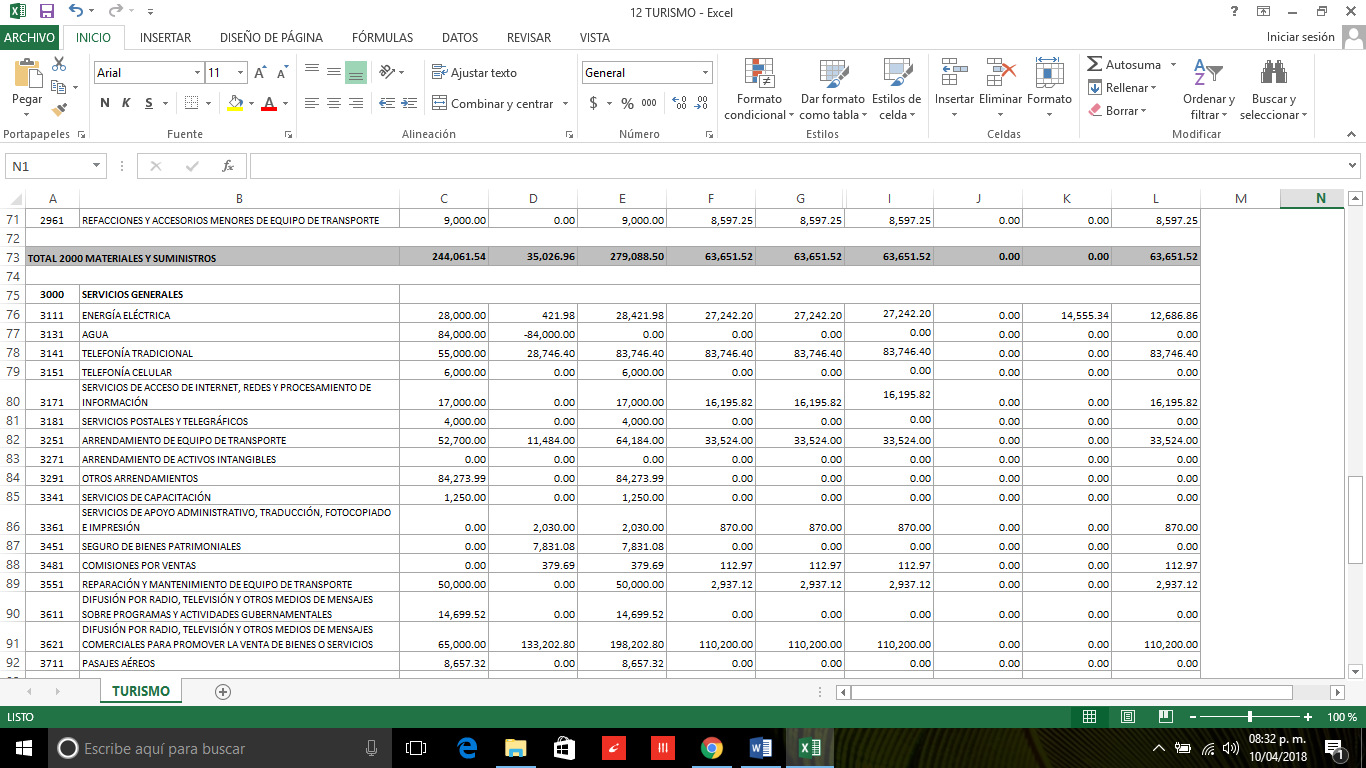 12 TURISMO - Excel
ARCHIVO INICIO INSERTAR DISEÑO DE PÁGINA FÓRMULAS DATOS REVISAR VISTA Iniciar sesión
Pegar
Arial 11
N K S
Ajustar texto
Combinar y centrar
General
$ % 000
Formato condicional
Dar formato como tabla
Estilos de celda
Insertar Eliminar Formato
Autosuma
Rellenar
Borrar
Ordenar y filtrar
Buscar y seleccionar
Portapapeles Fuente Alineación Número Estilos Celdas Modificar
N1 fx
A B C D E F G I J K L M N
71 2961 REFACCIONES Y ACCESORIOS MENORES DE EQUIPO DE TRANSPORTE 9,000.00 0.00 9,000.00 8,597.25 8,597.25 8,597.25 0.00 0.00 8,597.25
72
73 TOTAL 2000 MATERIALES Y SUMINISTROS 244,061.54 35,026.96 279,088.50 63,651.52 63,651.52 63,651.52 0.00 0.00 63,651.52
74
75 3000 SERVICIOS GENERALES
76 3111 ENERGÍA ELÉCTRICA 28,000.00 421.98 28,421.98 27,242.20 27,242.20 27,242.20 0.00 14,555.34 12,686.86
77 3131 AGUA 84,000.00 -84,000.00 0.00 0.00 0.00 0.00 0.00 0.00 0.00
78 3141 TELEFONÍA TRADICIONAL 55,000.00 28,746.40 83,746.40 83,746.40 83,746.40 83,746.40 0.00 0.00 83,746.40
79 3151 TELEFONÍA CELULAR 6,000.00 0.00 6,000.00 0.00 0.00 0.00 0.00 0.00 0.00
SERVICIOS DE ACCESO DE INTERNET, REDES Y PROCESAMIENTO DE
80 3171 INFORMACIÓN 17,000.00 0.00 17,000.00 16,195.82 16,195.82 16,195.82 0.00 0.00 16,195.82
81 3181 SERVICIOS POSTALES Y TELEGRÁFICOS 4,000.00 0.00 4,000.00 0.00 0.00 0.00 0.00 0.00 0.00
82 3251 ARRENDAMIENTO DE EQUIPO DE TRANSPORTE 52,700.00 11,484.00 64,184.00 33,524.00 33,524.00 33,524.00 0.00 0.00 33,524.00
83 3271 ARRENDAMIENTO DE ACTIVOS INTANGIBLES 0.00 0.00 0.00 0.00 0.00 0.00 0.00 0.00 0.00
84 3291 OTROS ARRENDAMIENTOS 84,273.99 0.00 84,273.99 0.00 0.00 0.00 0.00 0.00 0.00
85 3341 SERVICIOS DE CAPACITACIÓN 1,250.00 0.00 1,250.00 0.00 0.00 0.00 0.00 0.00 0.00
SERVICIOS DE APOYO ADMINISTRATIVO, TRADUCCIÓN, FOTOCOPIADO
86 3361 E IMPRESIÓN 0.00 2,030.00 2,030.00 870.00 870.00 870.00 0.00 0.00 870.00
87 3451 SEGURO DE BIENES PATRIMONIALES 0.00 7,831.08 7,831.08 0.00 0.00 0.00 0.00 0.00 0.00
88 3481 COMISIONES POR VENTAS 0.00 379.69 379.69 112.97 112.97 112.97 0.00 0.00 112.97
89 3551 REPARACIÓN Y MANTENIMIENTO DE EQUIPO DE TRANSPORTE 50,000.00 0.00 50,000.00 2,937.12 2,937.12 2,937.12 0.00 0.00 2,937.12
DIFUSIÓN POR RADIO, TELEVISIÓN Y OTROS MEDIOS DE MENSAJES
90 3611 SOBRE PROGRAMAS Y ACTIVIDADES GUBERNAMENTALES 14,699.52 0.00 14,699.52 0.00 0.00 0.00 0.00 0.00 0.00
DIFUSIÓN POR RADIO, TELEVISIÓN Y OTROS MEDIOS DE MENSAJES
91 3621 COMERCIALES PARA PROMOVER LA VENTA DE BIENES O SERVICIOS 65,000.00 133,202.80 198,202.80 110,200.00 110,200.00 110,200.00 0.00 0.00 110,200.00
92 3711 PASAJES AÉREOS 8,657.32 0.00 8,657.32 0.00 0.00 0.00 0.00 0.00 0.00
TURISMO
LISTO 100 %
Escribe aquí para buscar
08:32 p. m.
10/04/2018
1